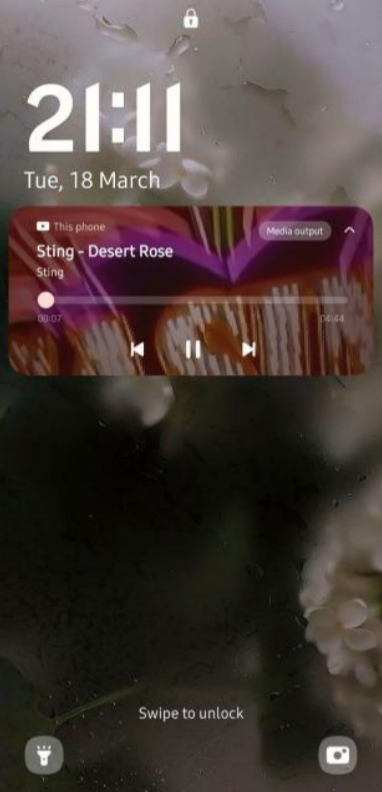 21:11
Tue, 18 March
This phone
Media output
Sting - Desert Rose
Sting
00:07
04:44
Swipe to unlock